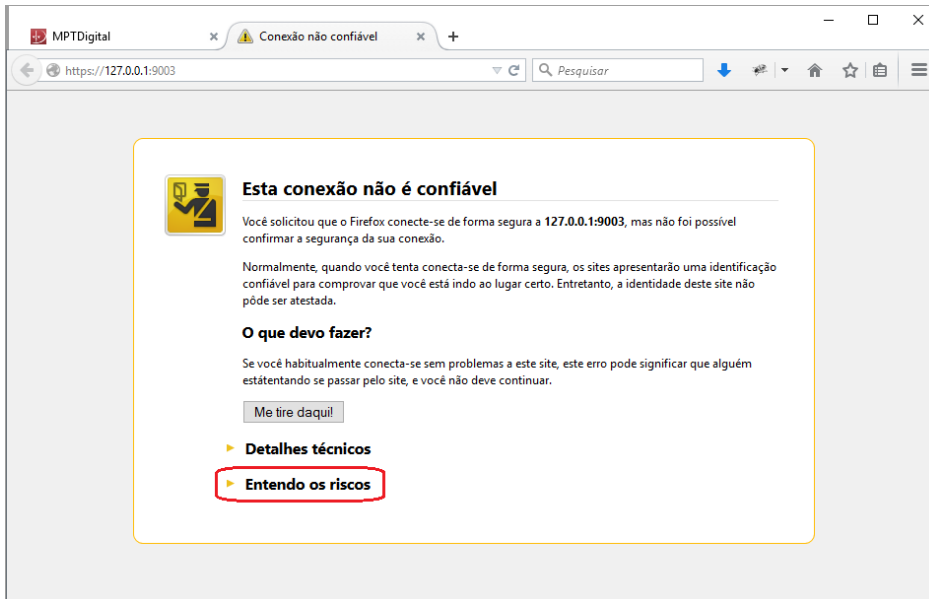 MPTDigital
Conexão não confiável
https://127.0.0.1:9003
Pesquisar
Esta conexão não é confiável
Você solicitou que o Firefox conecte-se de forma segura a 127.0.0.1:9003, mas não foi possível
confirmar a segurança da sua conexão.
Normalmente, quando você tenta conecta-se de forma segura, os sites apresentarão uma identificação
confiável para comprovar que você está indo ao lugar certo. Entretanto, a identidade deste site não
pôde ser atestada.
O que devo fazer?
Se você habitualmente conecta-se sem problemas a este site, este erro pode significar que alguém
estátentando se passar pelo site, e você não deve continuar.
Me tire daqui!
Detalhes técnicos
Entendo os riscos